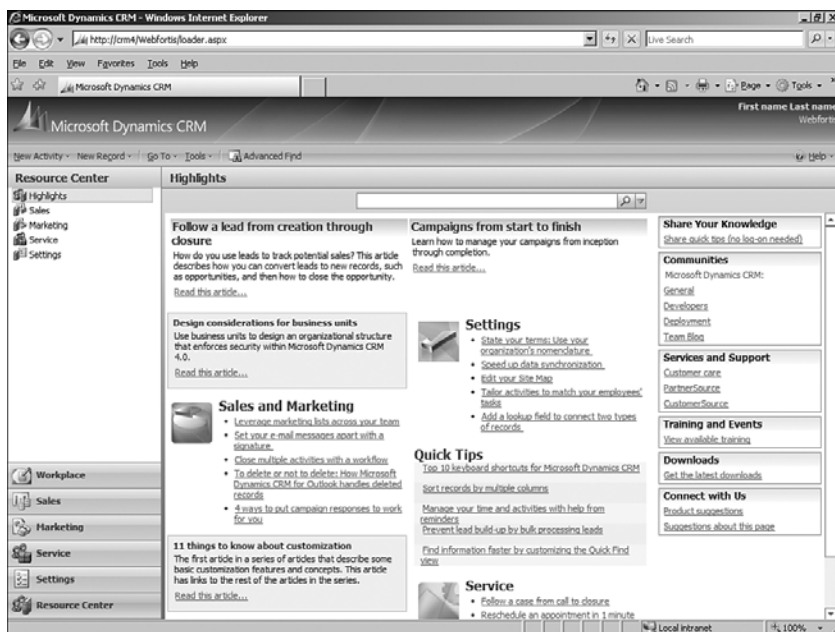 Microsoft Dynamics CRM - Windows Internet Explorer
http://crm4/Webfortis/loader.aspx
Live Search
File Edit View Favorites Tools Help
Microsoft Dynamics CRM
Page
Tools
First name Last name
Webfortis
Microsoft Dynamics CRM
New Activity New Record Go To Tools Advanced Find
Help
Resource Center
Highlights
Sales
Marketing
Service
Settings
Workplace
Sales
Marketing
Service
Settings
Resource Center
Highlights
Follow a lead from creation through
closure
How do you use leads to track potential sales? This article
describes how you can convert leads to new records, such
as opportunities, and then how to close the opportunity.
Read this article...
Design considerations for business units
Use business units to design an organizational structure
that enforces security within Microsoft Dynamics CRM
4.0.
Read this article...
Sales and Marketing
Leverage marketing lists across your team
Set your e-mail messages apart with a
signature
Close multiple activities with a workflow
To delete or not to delete: How Microsoft
Dynamics CRM for Outlook handles deleted
records
4 ways to put campaign responses to work
for you
11 things to know about customization
The first article in a series of articles that describe some
basic customization features and concepts. This article
has links to the rest of the articles in the series.
Read this article...
Campaigns from start to finish
Learn how to manage your campaigns from inception
through completion.
Read this article...
Settings
State your terms: Use your
organization's nomenclature
Speed up data synchronization
Edit your Site Map
Tailor activities to match your employees'
tasks
Add a lookup field to connect two types
of records
Quick Tips
Top 10 keyboard shortcuts for Microsoft Dynamics CRM
Sort records by multiple columns
Manage your time and activities with help from
reminders
Prevent lead build-up by bulk processing leads
Find information faster by customizing the Quick Find
view
Service
Follow a case from call to closure
Reschedule an appointment in 1 minute
Share Your Knowledge
Share quick tips (no log-on needed)
Communities
Microsoft Dynamics CRM:
General
Developers
Deployment
Team Blog
Services and Support
Customer care
PartnerSource
CustomerSource
Training and Events
View available training
Downloads
Get the latest downloads
Connect with Us
Product suggestions
Suggestions about this page
Local intranet
100%